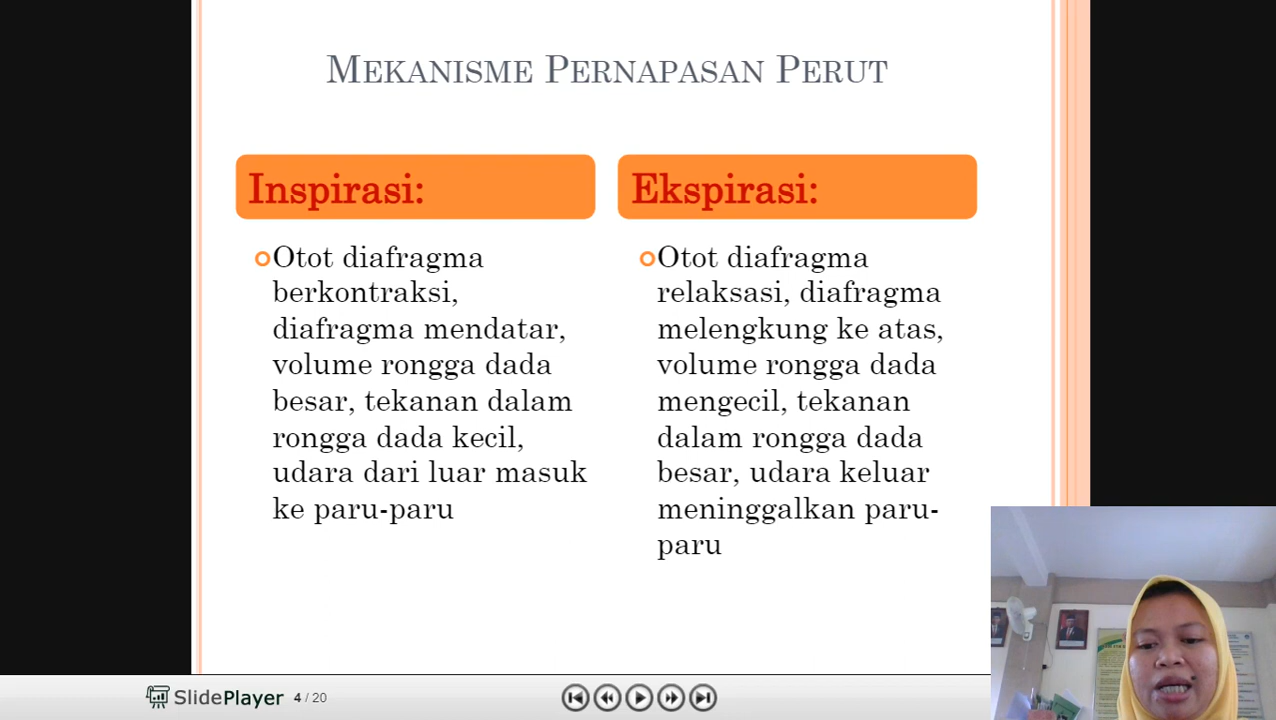 MEKANISME PERNAPASAN PERUT
Inspirasi:
Otot diafragma
berkontraksi,
diafragma mendatar,
volume rongga dada
besar, tekanan dalam
rongga dada kecil,
udara dari luar masuk
ke paru-paru
Ekspirasi:
Otot diafragma
relaksasi, diafragma
melengkung ke atas,
volume rongga dada
mengecil, tekanan
dalam rongga dada
besar, udara keluar
meninggalkan paru-
paru
SlidePlayer
4 / 20